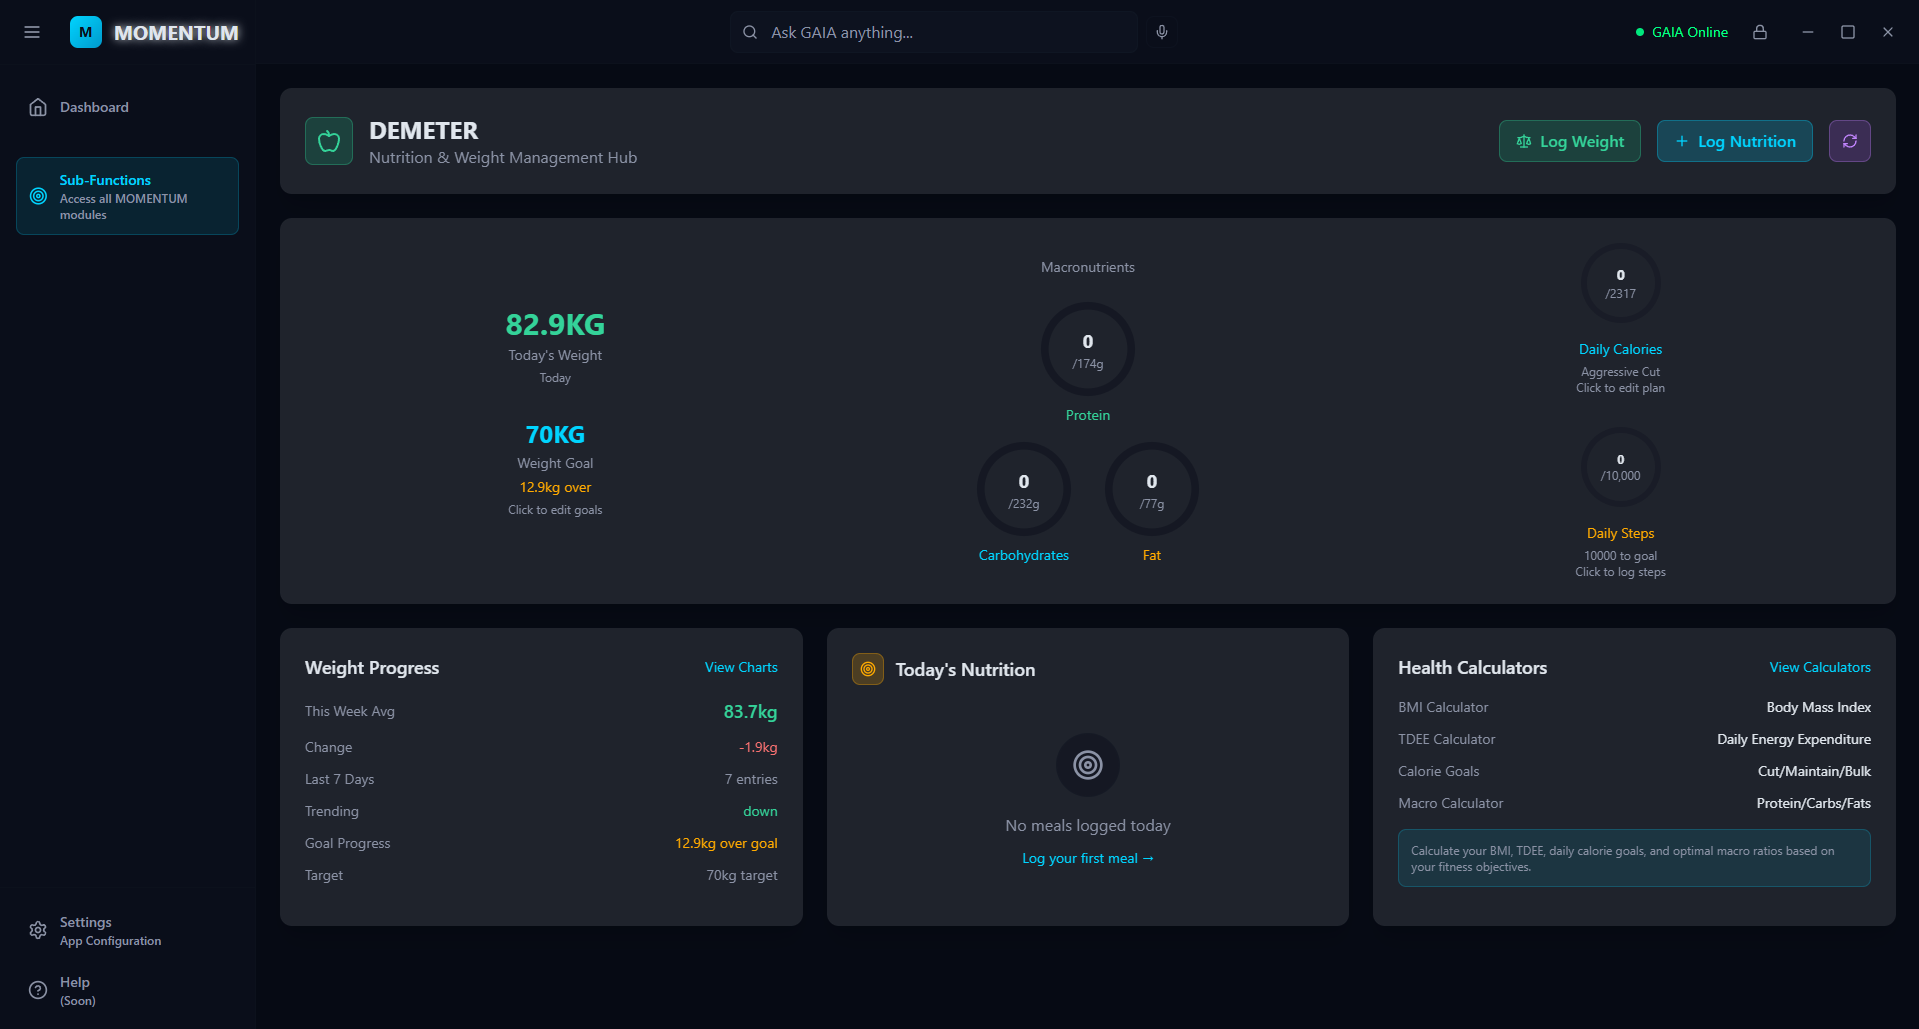 M MOMENTUM
Ask GAIA anything...
GAIA Online
Dashboard
Sub-Functions
Access all MOMENTUM
modules
Settings
App Configuration
Help
(Soon)
DEMETER
Nutrition & Weight Management Hub
Log Weight
Log Nutrition
82.9KG
Today's Weight
Today
70KG
Weight Goal
12.9kg over
Click to edit goals
Macronutrients
0
/174g
Protein
0
/232g
Carbohydrates
0
/77g
Fat
0
/2317
Daily Calories
Aggressive Cut
Click to edit plan
0
/10,000
Daily Steps
10000 to goal
Click to log steps
Weight Progress View Charts
This Week Avg 83.7kg
Change -1.9kg
Last 7 Days 7 entries
Trending down
Goal Progress 12.9kg over goal
Target 70kg target
Today's Nutrition
No meals logged today
Log your first meal →
Health Calculators View Calculators
BMI Calculator Body Mass Index
TDEE Calculator Daily Energy Expenditure
Calorie Goals Cut/Maintain/Bulk
Macro Calculator Protein/Carbs/Fats
Calculate your BMI, TDEE, daily calorie goals, and optimal macro ratios based on
your fitness objectives.